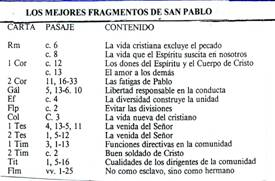 LOS MEJORES FRAGMENTOS DE SAN PABLO
CARTA PASAJE CONTENIDO
Rm c. 6 La vida cristiana excluye el pecado
c. 8 La vida que el Espíritu suscita en nosotros
1 Cor c. 12 Los dones del Espíritu y el Cuerpo de Cristo
c. 13 El amor a los demás
2 Cor 11, 16-33 Las fatigas de Pablo
Gál 5, 13-6, 10 Libertad responsable en la conducta
Ef c. 4 La diversidad construye la unidad
Flp c. 2 Evitar las divisiones
Col C. 3 La vida nueva del cristiano
1 Tes 4, 13-5, 11 La venida del Señor
2 Tes 1, 5-12 La venida del Señor
1 Tim 3, 1-13 Funciones directivas en la comunidad
2 Tim c. 2 Buen soldado de Cristo
Tit 1, 5-16 Cualidades de los dirigentes de la comunidad
Flm vv. 1-25 No como esclavo, sino como hermano